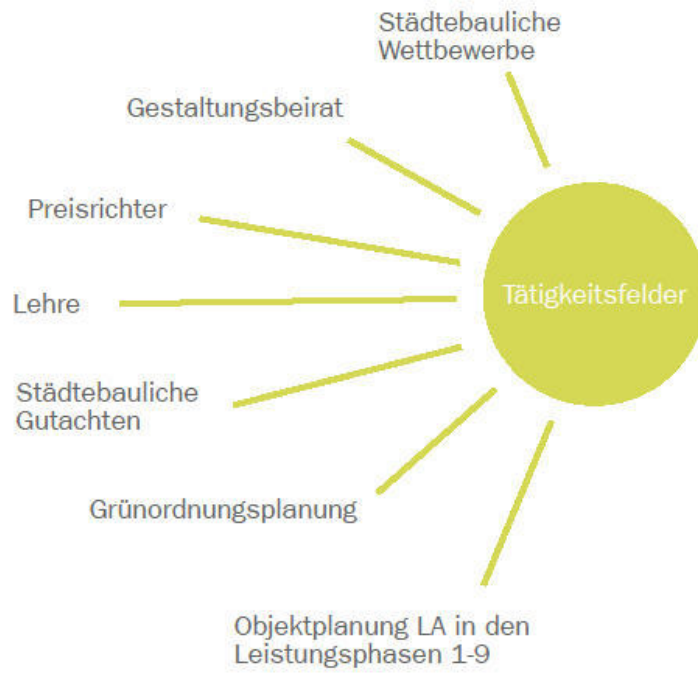 Städtebauliche
Wettbewerbe
Gestaltungsbeirat
Preisrichter
Lehre
Tätigkeitsfelder
Städtebauliche
Gutachten
Grünordnungsplanung
Objektplanung LA in den
Leistungsphasen 1-9